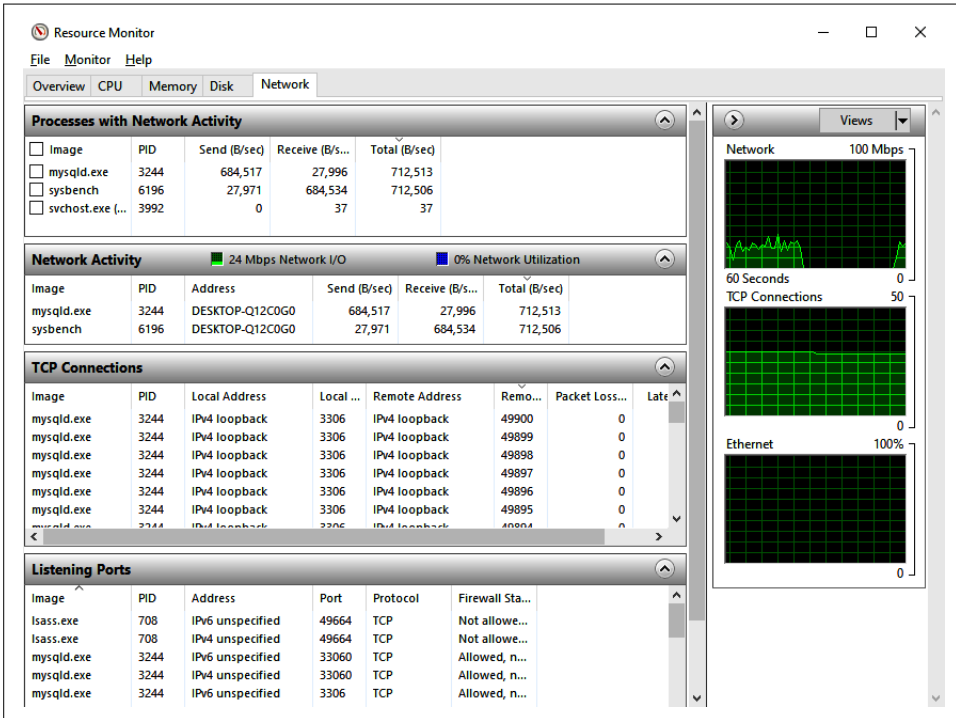 Resource Monitor
File Monitor Help
Overview CPU Memory Disk Network
Processes with Network Activity
Image PID Send (B/sec) Receive (B/s... Total (B/sec)
mysqld.exe 3244 684,517 27,996 712,513
sysbench 6196 27,971 684,534 712,506
svchost.exe (... 3992 0 37 37
Network Activity 24 Mbps Network I/O 0% Network Utilization
Image PID Address Send (B/sec) Receive (B/s... Total (B/sec)
mysqld.exe 3244 DESKTOP-Q12C0G0 684,517 27,996 712,513
sysbench 6196 DESKTOP-Q12C0G0 27,971 684,534 712,506
TCP Connections
Image PID Local Address Local ... Remote Address Remo... Packet Loss... Late
mysqld.exe 3244 IPv4 loopback 3306 IPv4 loopback 49900 0
mysqld.exe 3244 IPv4 loopback 3306 IPv4 loopback 49899 0
mysqld.exe 3244 IPv4 loopback 3306 IPv4 loopback 49898 0
mysqld.exe 3244 IPv4 loopback 3306 IPv4 loopback 49897 0
mysqld.exe 3244 IPv4 loopback 3306 IPv4 loopback 49896 0
mysqld.exe 3244 IPv4 loopback 3306 IPv4 loopback 49895 0
mysqld.exe 3244 IPv4 loopback 3306 IPv4 loopback 49894 0
Listening Ports
Image PID Address Port Protocol Firewall Sta...
lsass.exe 708 IPv6 unspecified 49664 TCP Not allowe...
lsass.exe 708 IPv4 unspecified 49664 TCP Not allowe...
mysqld.exe 3244 IPv6 unspecified 33060 TCP Allowed, n...
mysqld.exe 3244 IPv4 unspecified 33060 TCP Allowed, n...
mysqld.exe 3244 IPv6 unspecified 3306 TCP Allowed, n...
Views
Network 100 Mbps
60 Seconds 0
TCP Connections 50
0
Ethernet 100%
0